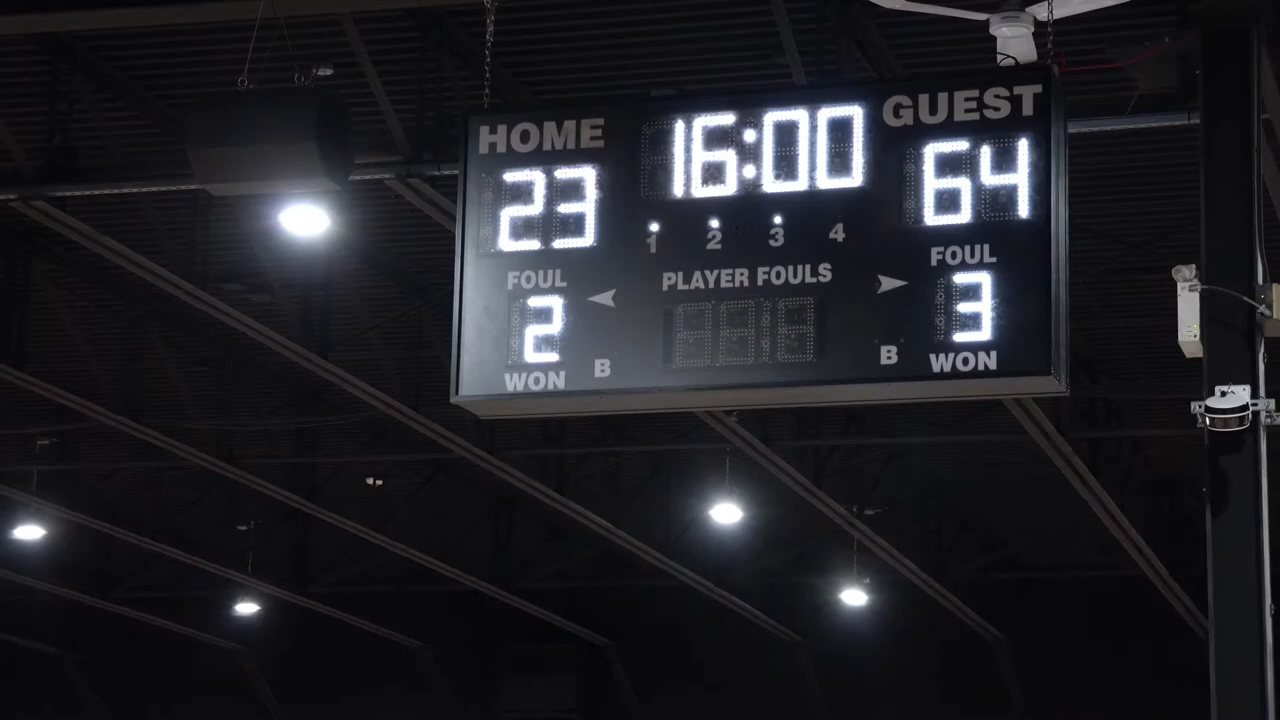 HOME 16:00 GUEST
23 64
1 2 3 4
FOUL PLAYER FOULS FOUL
2 3
WON B B WON